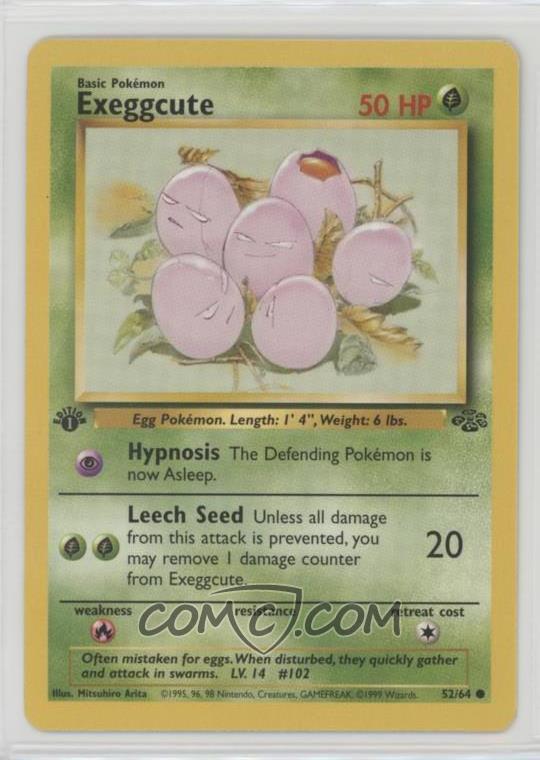 Basic Pokémon
Exeggcute 50 HP
EDITION
1
Egg Pokémon. Length: 1' 4", Weight: 6 lbs.
Hypnosis The Defending Pokémon is
now Asleep.
Leech Seed Unless all damage
from this attack is prevented, you
may remove 1 damage counter
from Exeggcute.
20
weakness resistance retreat cost
COMC.COM
Often mistaken for eggs. When disturbed, they quickly gather
and attack in swarms. LV. 14 #102
Illus. Mitsuhiro Arita ©1995, 96, 98 Nintendo, Creatures, GAMEFREAK. ©1999 Wizards. 52/64